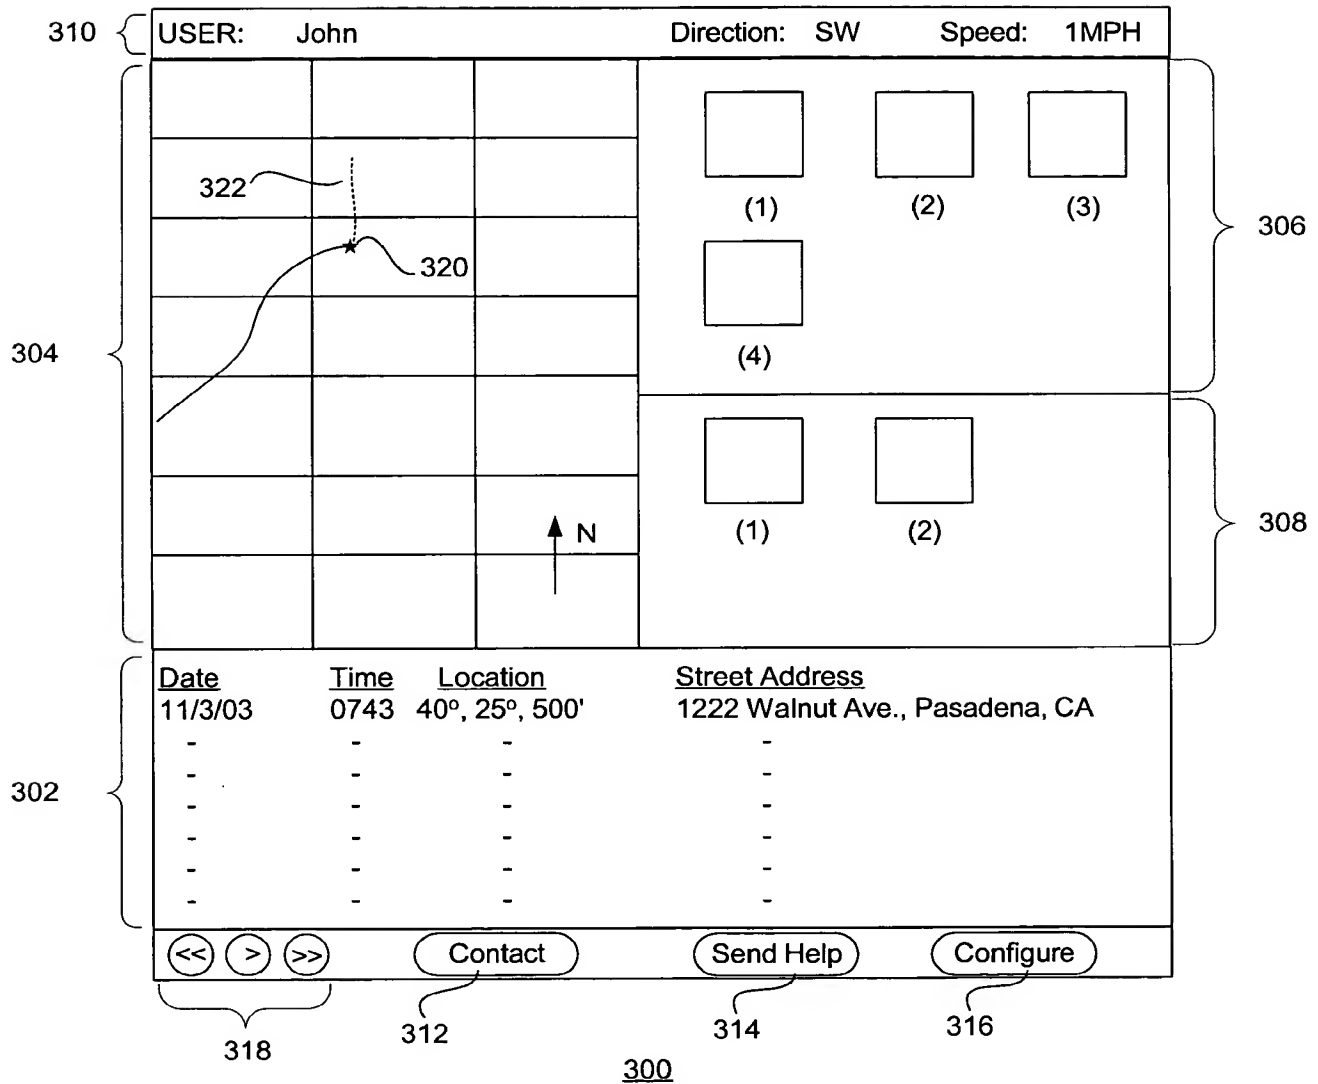 310 USER: John Direction: SW Speed: 1MPH
322
320
(1) (2) (3)
306
(4)
304
(1) (2)
308
N
Date Time Location Street Address
11/3/03 0743 40º, 25º, 500' 1222 Walnut Ave., Pasadena, CA
- - - -
- - - -
302
- - - -
- - - -
- - - -
- - - -
<< > >> Contact Send Help Configure
318 312 314 316
300